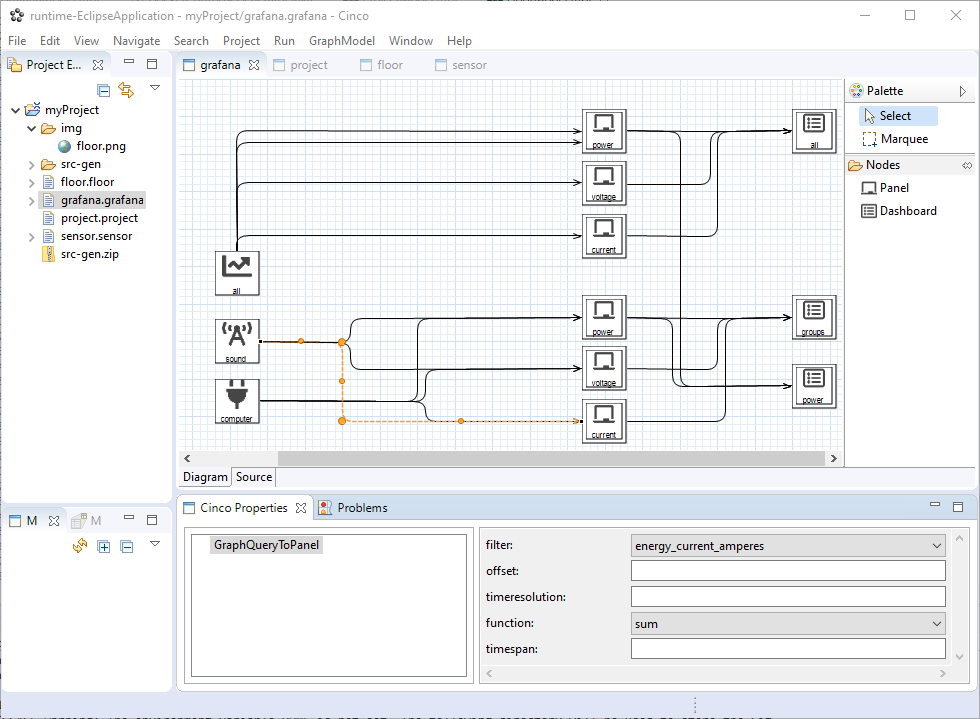 runtime-EclipseApplication - myProject/grafana.grafana - Cinco
File Edit View Navigate Search Project Run GraphModel Window Help
Project E...
grafana project floor sensor
myProject
img
floor.png
src-gen
floor.floor
grafana.grafana
project.project
sensor.sensor
src-gen.zip
all
sound
computer
power
voltage
current
power
voltage
current
all
groups
power
Palette
Select
Marquee
Nodes
Panel
Dashboard
Diagram Source
M M
Cinco Properties Problems
GraphQueryToPanel
filter: energy_current_amperes
offset:
timeresolution:
function: sum
timespan: